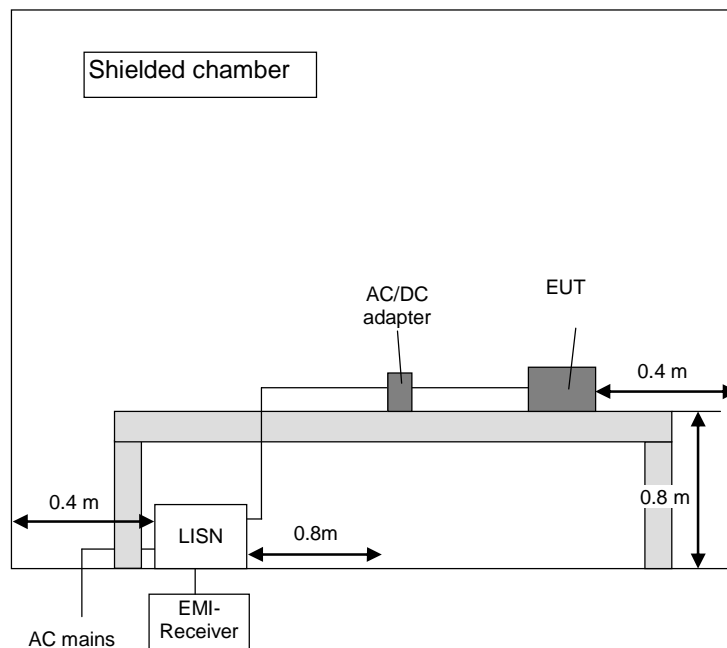 Shielded chamber
AC/DC
adapter
EUT
0.4 m
0.4 m
0.8 m
LISN
0.8m
EMI-
Receiver
AC mains